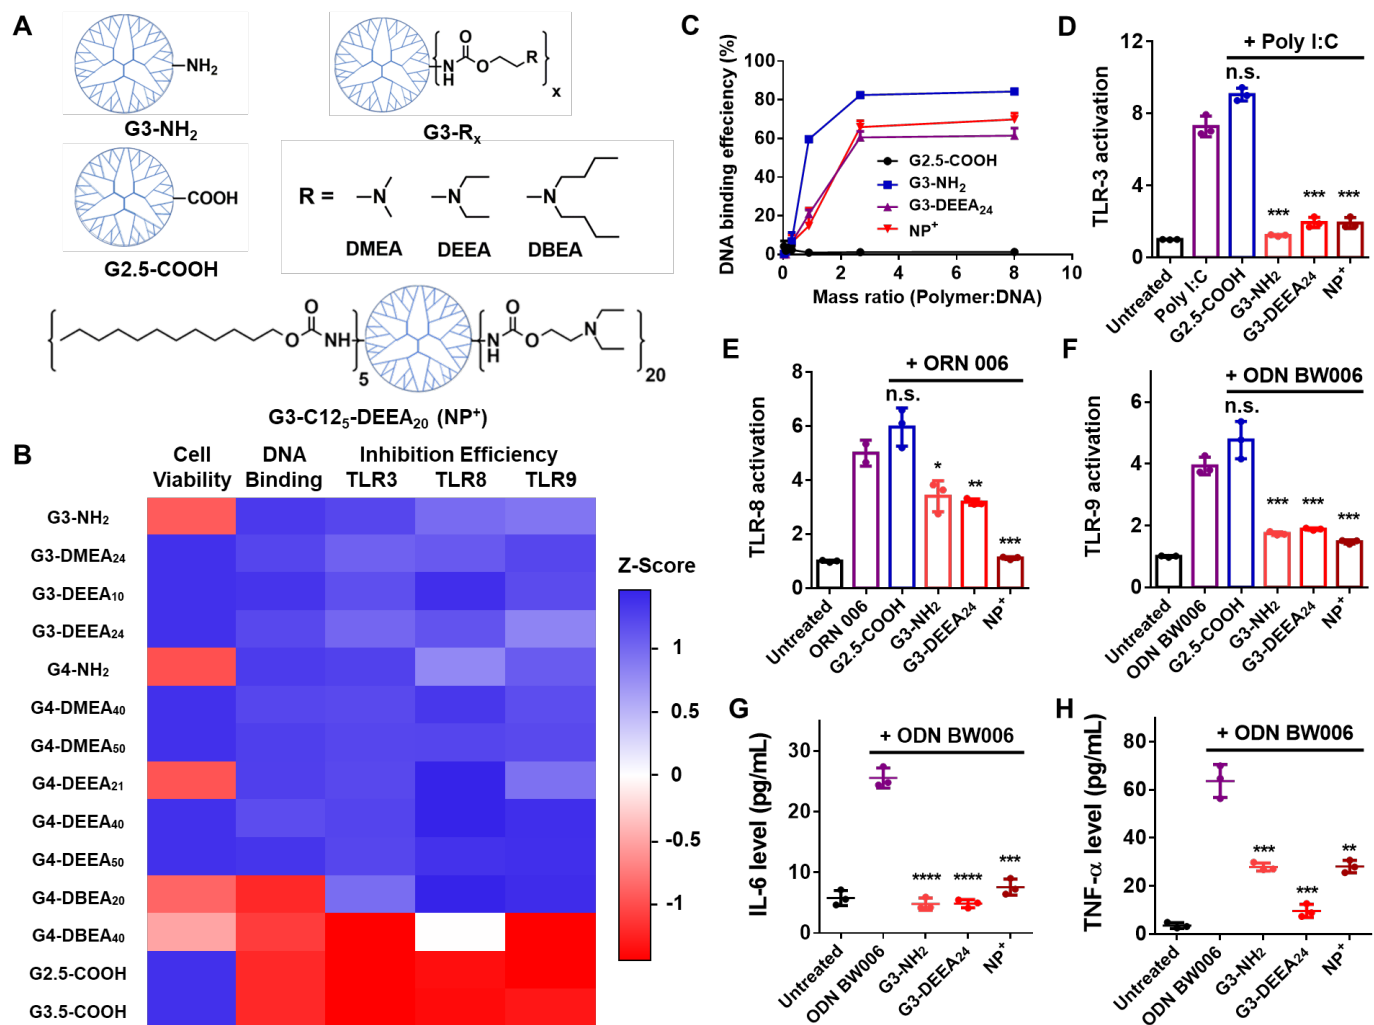 A
NH₂
G3-NH₂
COOH
G2.5-COOH
O
N
H
O
R
x
G3-Rₓ
R =
N
N
N
DMEA
DEEA
DBEA
O
O
NH
5
N
H
O
O
N
20
G3-C12₅-DEEA₂₀ (NP⁺)
B
Cell Viability
DNA Binding
Inhibition Efficiency
TLR3
TLR8
TLR9
G3-NH₂
G3-DMEA₂₄
G3-DEEA₁₀
G3-DEEA₂₄
G4-NH₂
G4-DMEA₄₀
G4-DMEA₅₀
G4-DEEA₂₁
G4-DEEA₄₀
G4-DEEA₅₀
G4-DBEA₂₀
G4-DBEA₄₀
G2.5-COOH
G3.5-COOH
Z-Score
1
0.5
0
-0.5
-1
C
DNA binding effeciency (%)
100
80
60
40
20
0
0
2
4
6
8
10
Mass ratio (Polymer:DNA)
G2.5-COOH
G3-NH₂
G3-DEEA₂₄
NP⁺
D
+ Poly I:C
TLR-3 activation
12
8
4
0
n.s.
***
***
***
Untreated
Poly I:C
G2.5-COOH
G3-NH₂
G3-DEEA₂₄
NP⁺
E
+ ORN 006
TLR-8 activation
8
6
4
2
0
n.s.
*
**
***
Untreated
ORN 006
G2.5-COOH
G3-NH₂
G3-DEEA₂₄
NP⁺
F
+ ODN BW006
TLR-9 activation
6
4
2
0
n.s.
***
***
***
Untreated
ODN BW006
G2.5-COOH
G3-NH₂
G3-DEEA₂₄
NP⁺
G
+ ODN BW006
IL-6 level (pg/mL)
30
20
10
0
****
****
***
Untreated
ODN BW006
G3-NH₂
G3-DEEA₂₄
NP⁺
H
+ ODN BW006
TNF-α level (pg/mL)
80
60
40
20
0
***
***
**
Untreated
ODN BW006
G3-NH₂
G3-DEEA₂₄
NP⁺